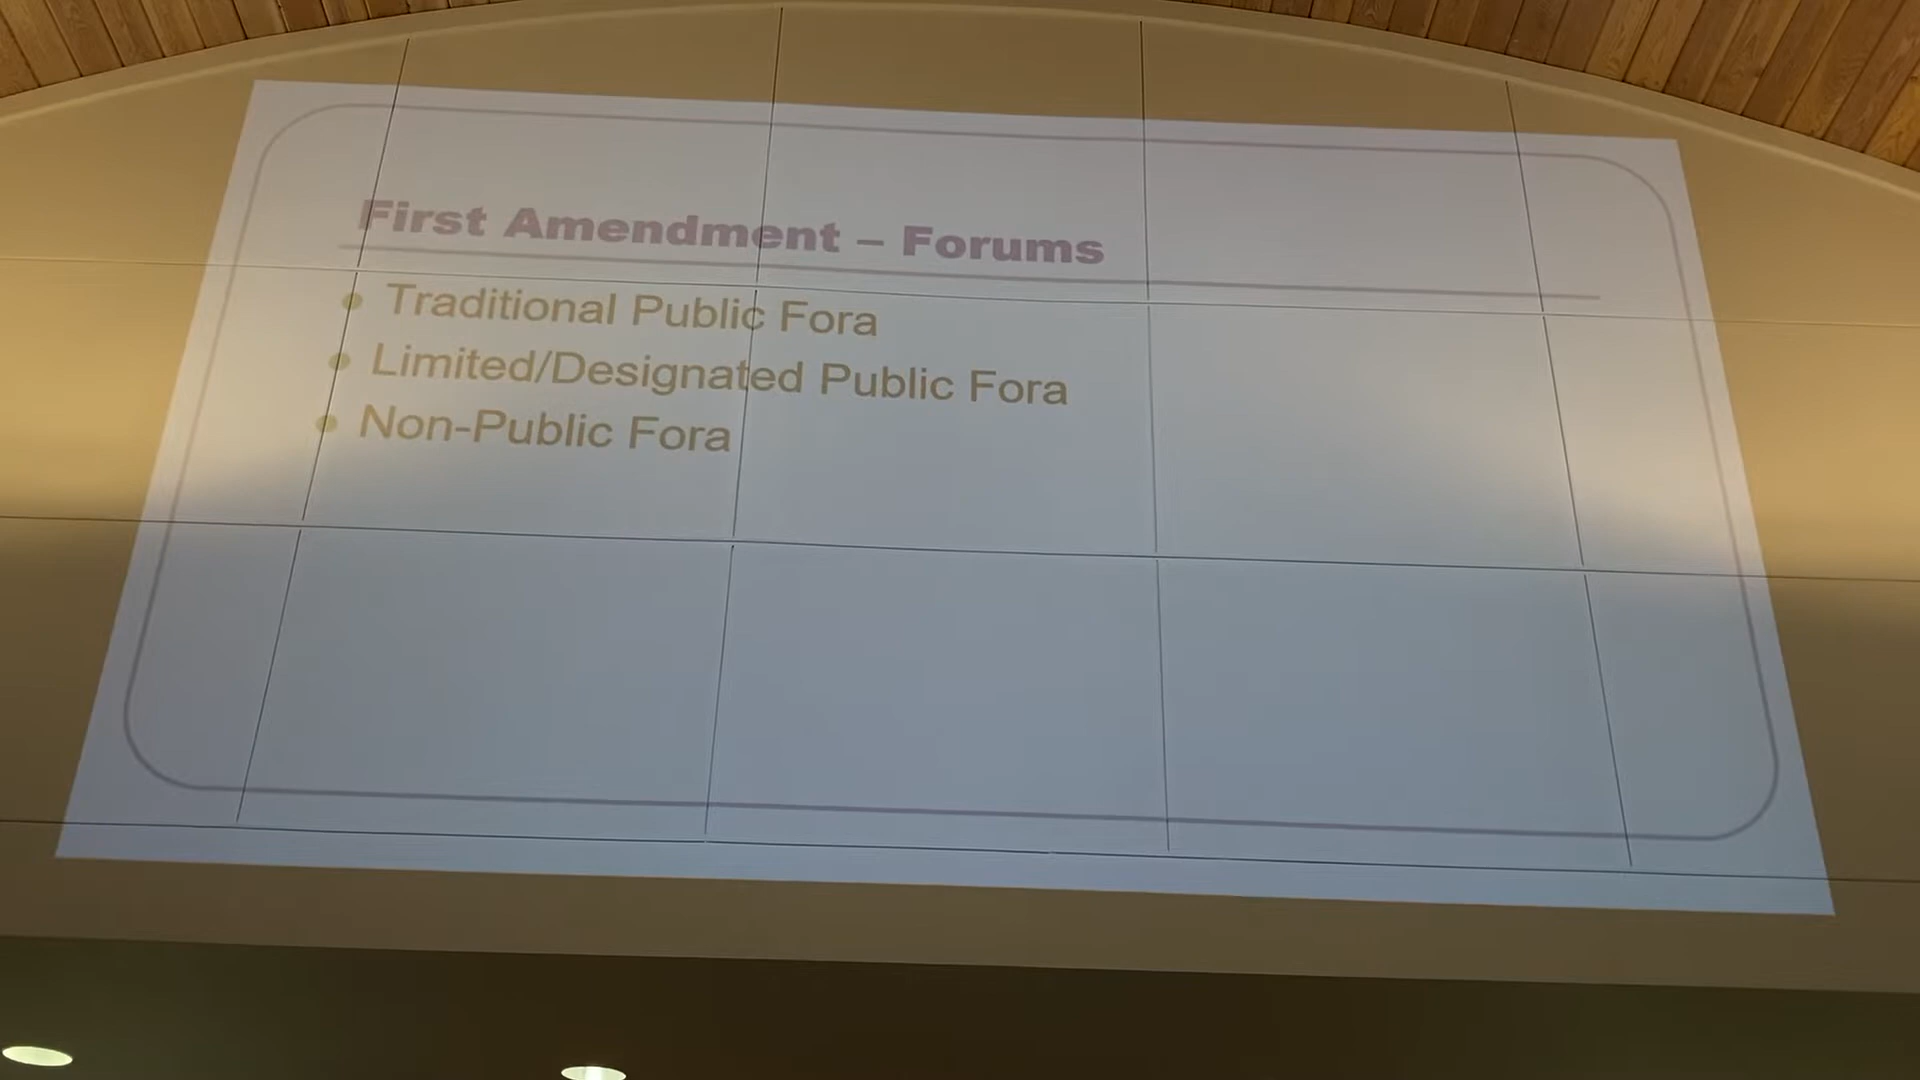 First Amendment – Forums
• Traditional Public Fora
• Limited/Designated Public Fora
• Non-Public Fora